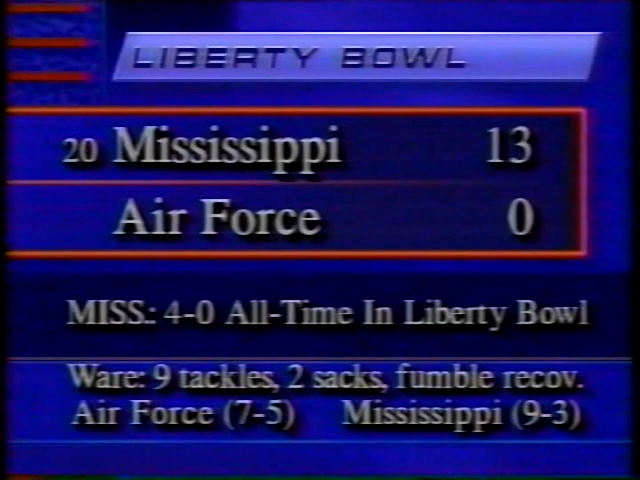 LIBERTY BOWL
20 Mississippi 13
Air Force 0
MISS.: 4-0 All-Time In Liberty Bowl
Ware: 9 tackles, 2 sacks, fumble recov.
Air Force (7-5) Mississippi (9-3)